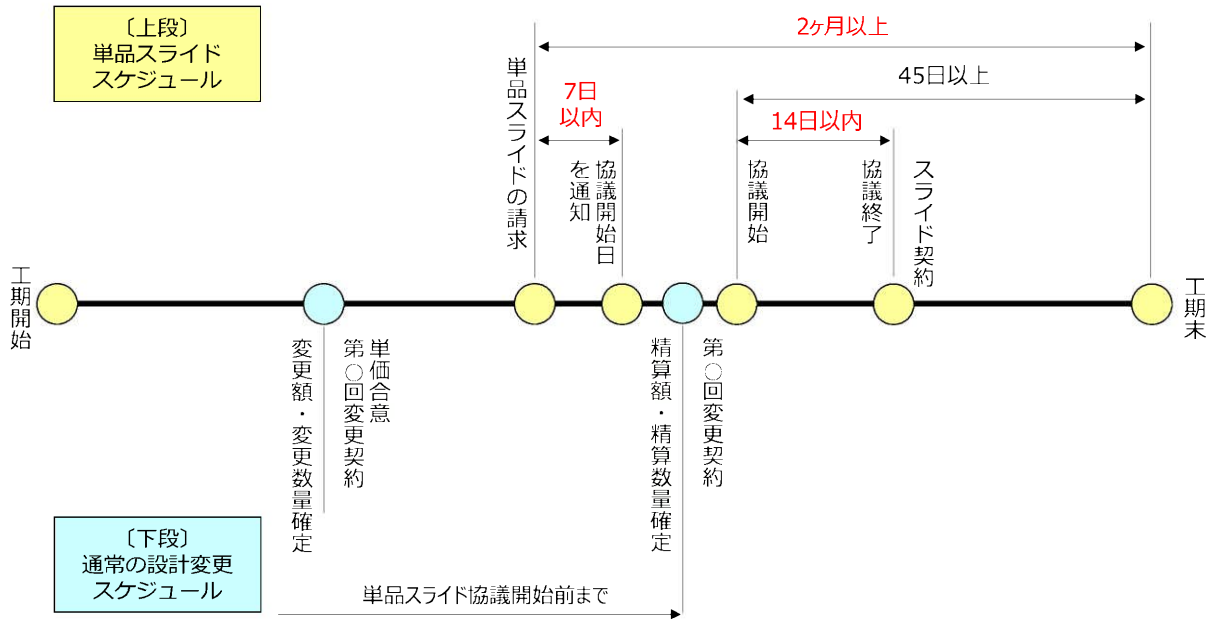 〔上段〕
単品スライド
スケジュール
2ヶ月以上
45日以上
7日
以内
14日以内
単品スライドの請求
協議開始日
を通知
協議開始
協議終了
スライド契約
工期開始
工期末
単価合意
第○回変更契約
変更額・変更数量確定
第○回変更契約
精算額・精算数量確定
〔下段〕
通常の設計変更
スケジュール
単品スライド協議開始前まで